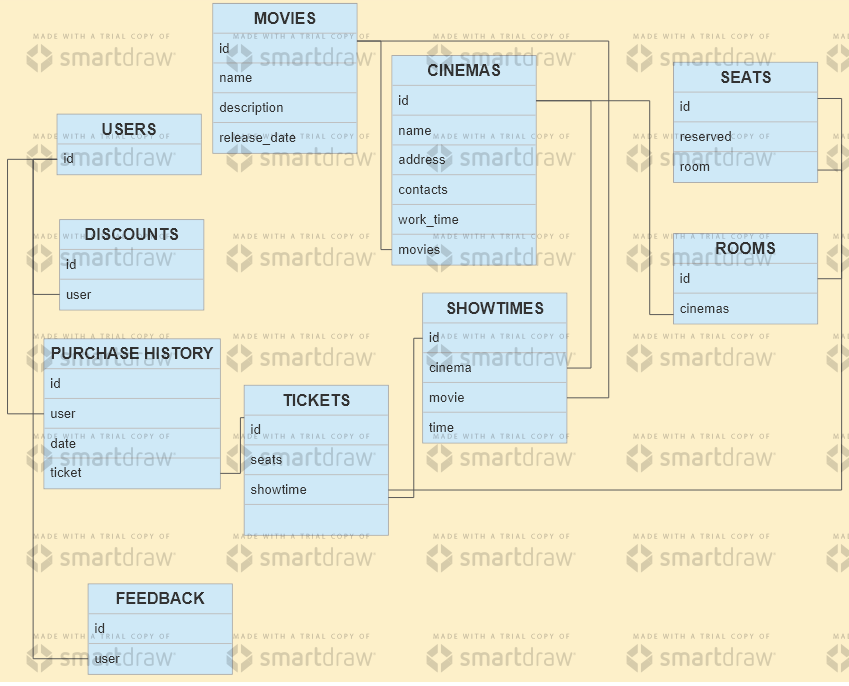 MOVIES
id
name
description
release_date
CINEMAS
id
name
address
contacts
work_time
movies
SEATS
id
reserved
room
USERS
id
DISCOUNTS
id
user
ROOMS
id
cinemas
SHOWTIMES
id
cinema
movie
time
PURCHASE HISTORY
id
user
date
ticket
TICKETS
id
seats
showtime
FEEDBACK
id
user
MADE WITH A TRIAL COPY OF
smartdraw